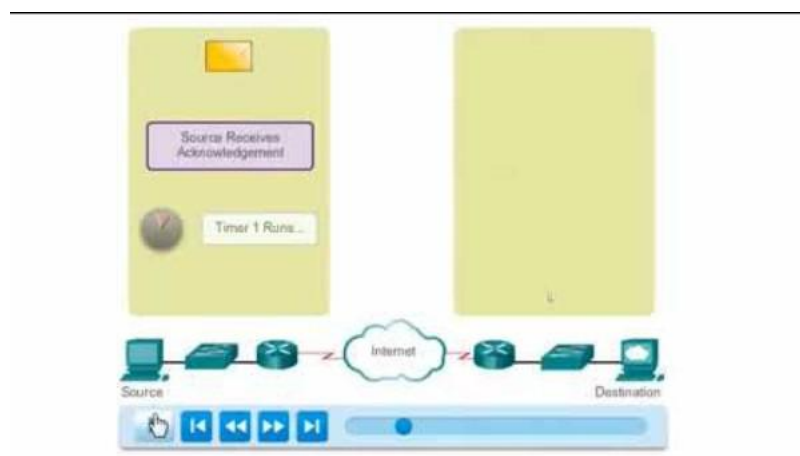 Source Receives
Acknowledgement
Timer 1 Runs...
Internet
Source
Destination